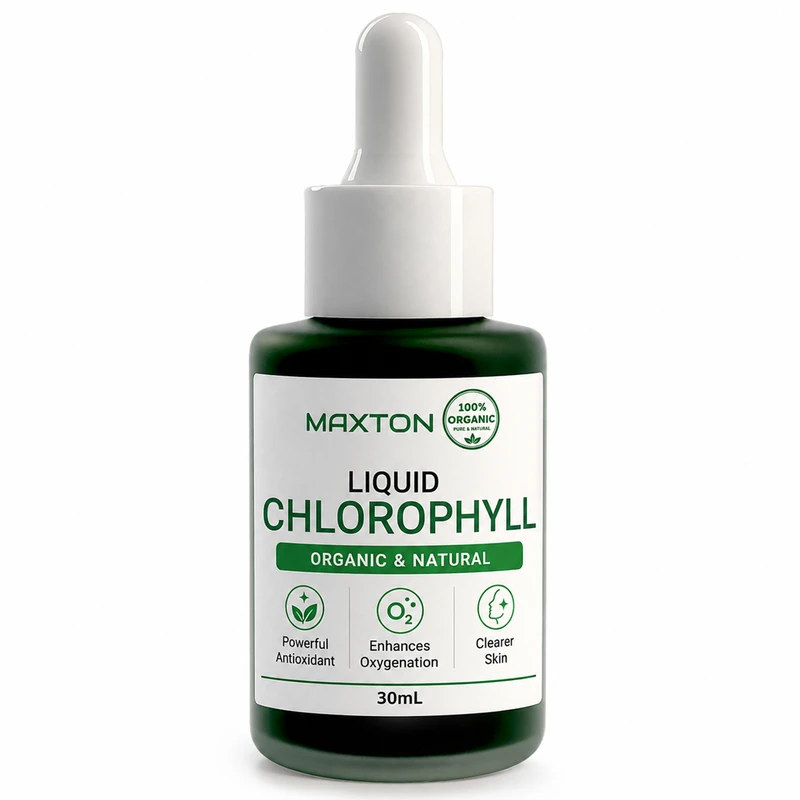 MAXTON
100%
ORGANIC
PURE & NATURAL
LIQUID
CHLOROPHYLL
ORGANIC & NATURAL
O2
Powerful
Antioxidant
Enhances
Oxygenation
Clearer
Skin
30mL